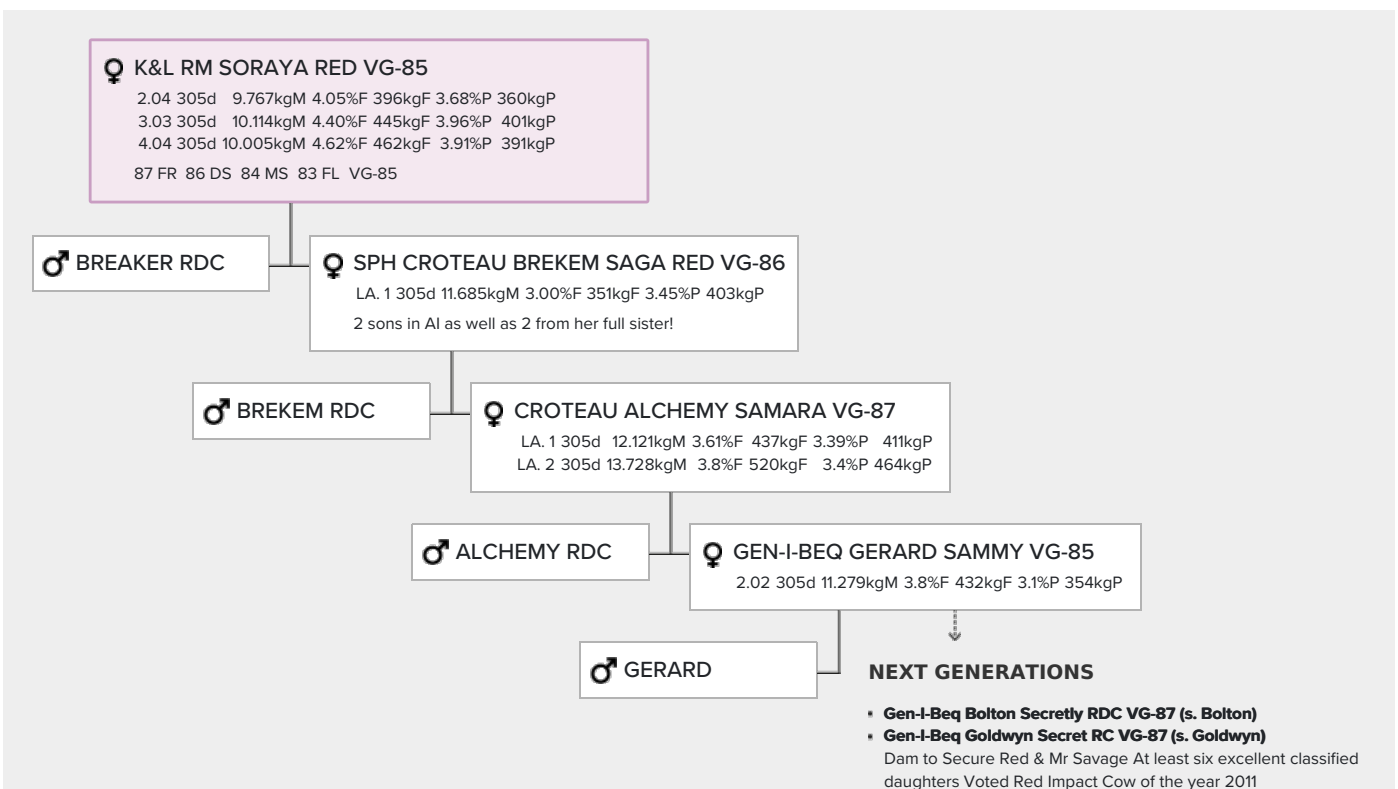 K&L RM SORAYA RED VG-85
2.04 305d 9.767kgM 4.05%F 396kgF 3.68%P 360kgP
3.03 305d 10.114kgM 4.40%F 445kgF 3.96%P 401kgP
4.04 305d 10.005kgM 4.62%F 462kgF 3.91%P 391kgP
87 FR 86 DS 84 MS 83 FL VG-85
BREAKER RDC
SPH CROTEAU BREKEM SAGA RED VG-86
LA. 1 305d 11.685kgM 3.00%F 351kgF 3.45%P 403kgP
2 sons in AI as well as 2 from her full sister!
BREKEM RDC
CROTEAU ALCHEMY SAMARA VG-87
LA. 1 305d 12.121kgM 3.61%F 437kgF 3.39%P 411kgP
LA. 2 305d 13.728kgM 3.8%F 520kgF 3.4%P 464kgP
ALCHEMY RDC
GEN-I-BEQ GERARD SAMMY VG-85
2.02 305d 11.279kgM 3.8%F 432kgF 3.1%P 354kgP
GERARD
NEXT GENERATIONS
Gen-I-Beq Bolton Secretly RDC VG-87 (s. Bolton)
Gen-I-Beq Goldwyn Secret RC VG-87 (s. Goldwyn)
Dam to Secure Red & Mr Savage At least six excellent classified
daughters Voted Red Impact Cow of the year 2011